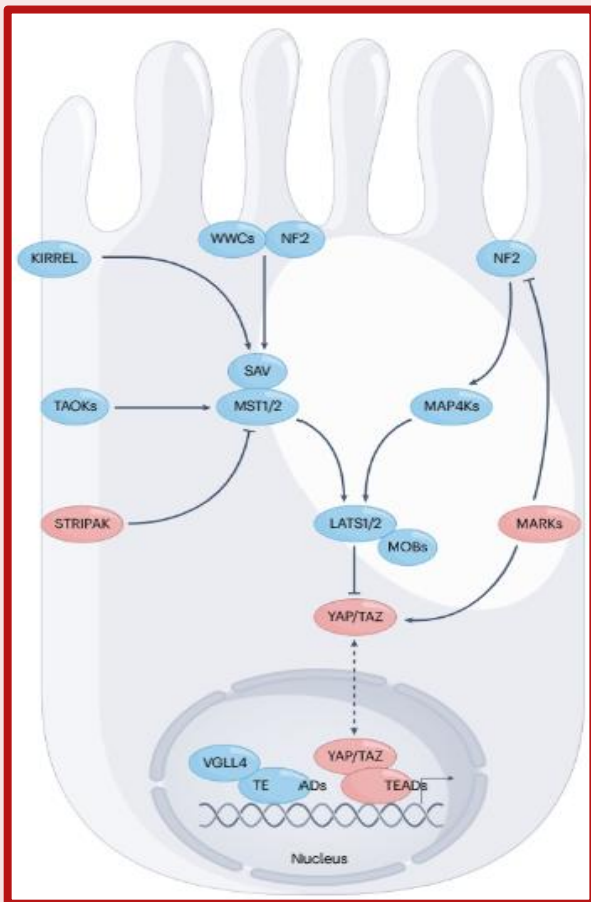 WWCs
NF2
KIRREL
NF2
SAV
TAOKs
MST1/2
MAP4Ks
STRIPAK
LATS1/2
MARKs
MOBs
YAP/TAZ
VGLL4
YAP/TAZ
TE ADs
TEADs
Nucleus